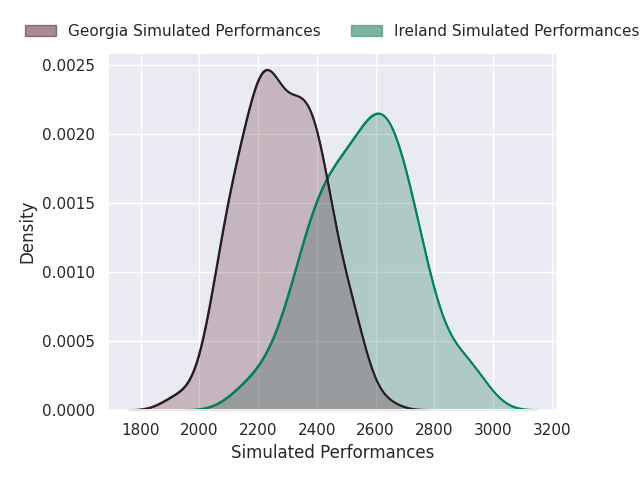 Georgia Simulated Performances Ireland Simulated Performances
0.0025
0.0020
0.0015
0.0010
0.0005
0.0000
Density
1800 2000 2200 2400 2600 2800 3000 3200
Simulated Performances